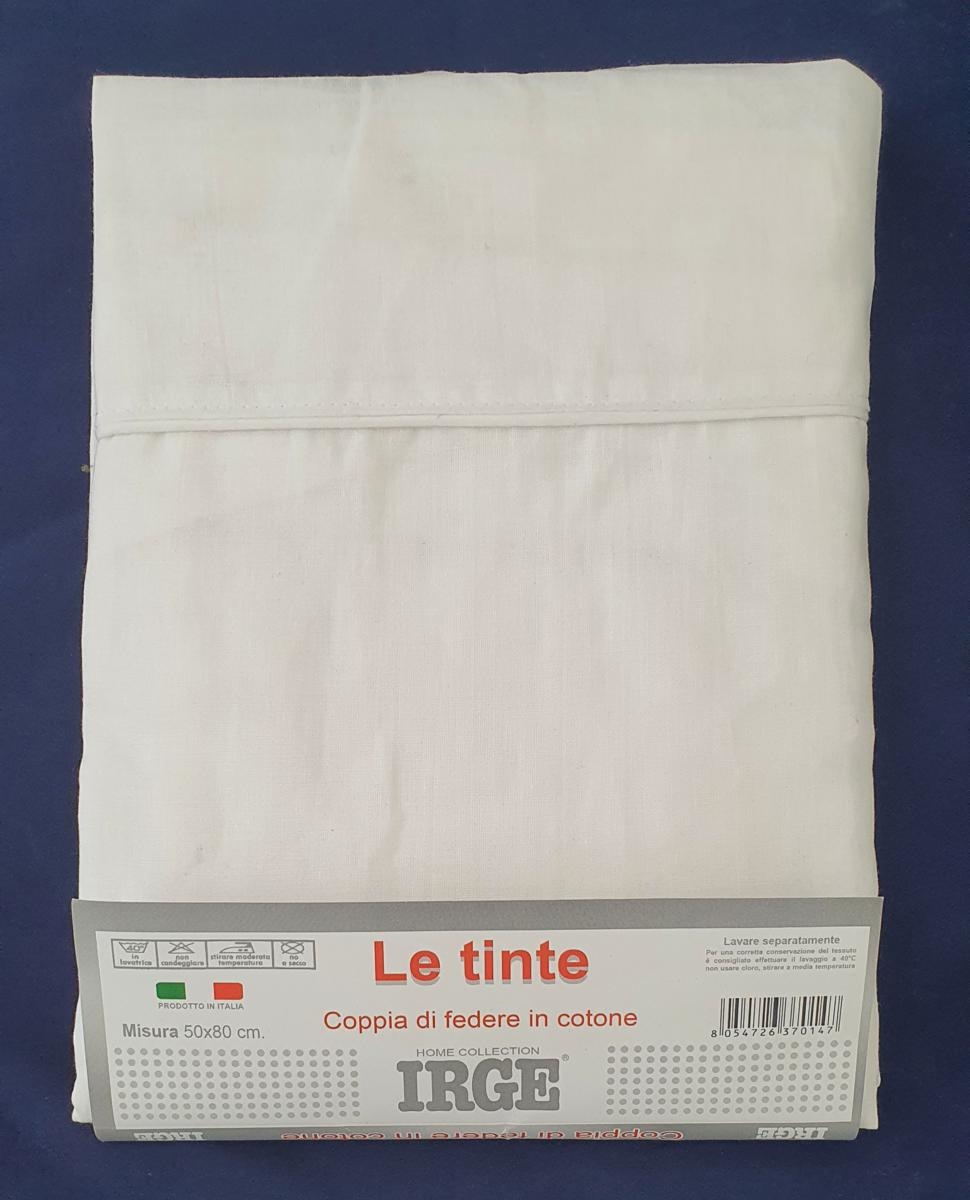 40°
in lavatrice
non candeggiare
stirare moderata temperatura
no a secco
PRODOTTO IN ITALIA
Misura 50x80 cm.
Le tinte
Coppia di federe in cotone
HOME COLLECTION
IRGE®
Lavare separatamente
Per una corretta conservazione del tessuto
è consigliato effettuare il lavaggio a 40°C
non usare cloro, stirare a media temperatura
8 054726 370147
IRGE
Coppia di federe in cotone
IRGE